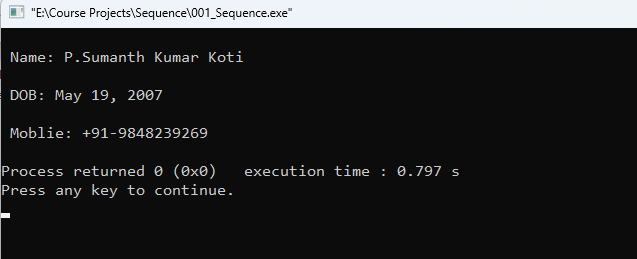 "E:\Course Projects\Sequence\001_Sequence.exe"
Name: P.Sumanth Kumar Koti
DOB: May 19, 2007
Moblie: +91-9848239269
Process returned 0 (0x0)   execution time : 0.797 s
Press any key to continue.